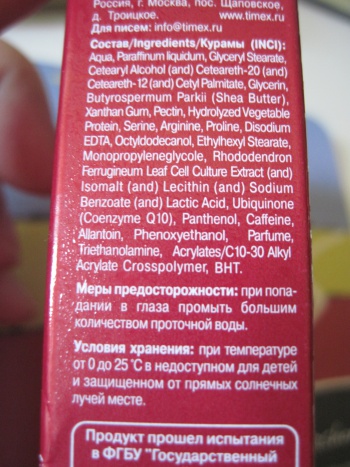 Россия, г. Москва, пос. Щаповское,
д. Троицкое. www.timex.ru
Для писем: info@timex.ru
Состав/Ingredients/Курамы (INCI):
Aqua, Paraffinum liquidum, Glyceryl Stearate,
Cetearyl Alcohol (and) Ceteareth-20 (and)
Ceteareth-12 (and) Cetyl Palmitate, Glycerin,
Butyrospermum Parkii (Shea Butter),
Xanthan Gum, Pectin, Hydrolyzed Vegetable
Protein, Serine, Arginine, Proline, Disodium
EDTA, Octyldodecanol, Ethylhexyl Stearate,
Monopropyleneglycole, Rhododendron
Ferrugineum Leaf Cell Culture Extract (and)
Isomalt (and) Lecithin (and) Sodium
Benzoate (and) Lactic Acid, Ubiquinone
(Coenzyme Q10), Panthenol, Caffeine,
Allantoin, Phenoxyethanol, Parfume,
Triethanolamine, Acrylates/C10-30 Alkyl
Acrylate Crosspolymer, BHT.
Меры предосторожности: при попа-
дании в глаза промыть большим
количеством проточной воды.
Условия хранения: при температуре
от 0 до 25 °С в недоступном для детей
и защищенном от прямых солнечных
лучей месте.
Продукт прошел испытания
в ФГБУ "Государственный